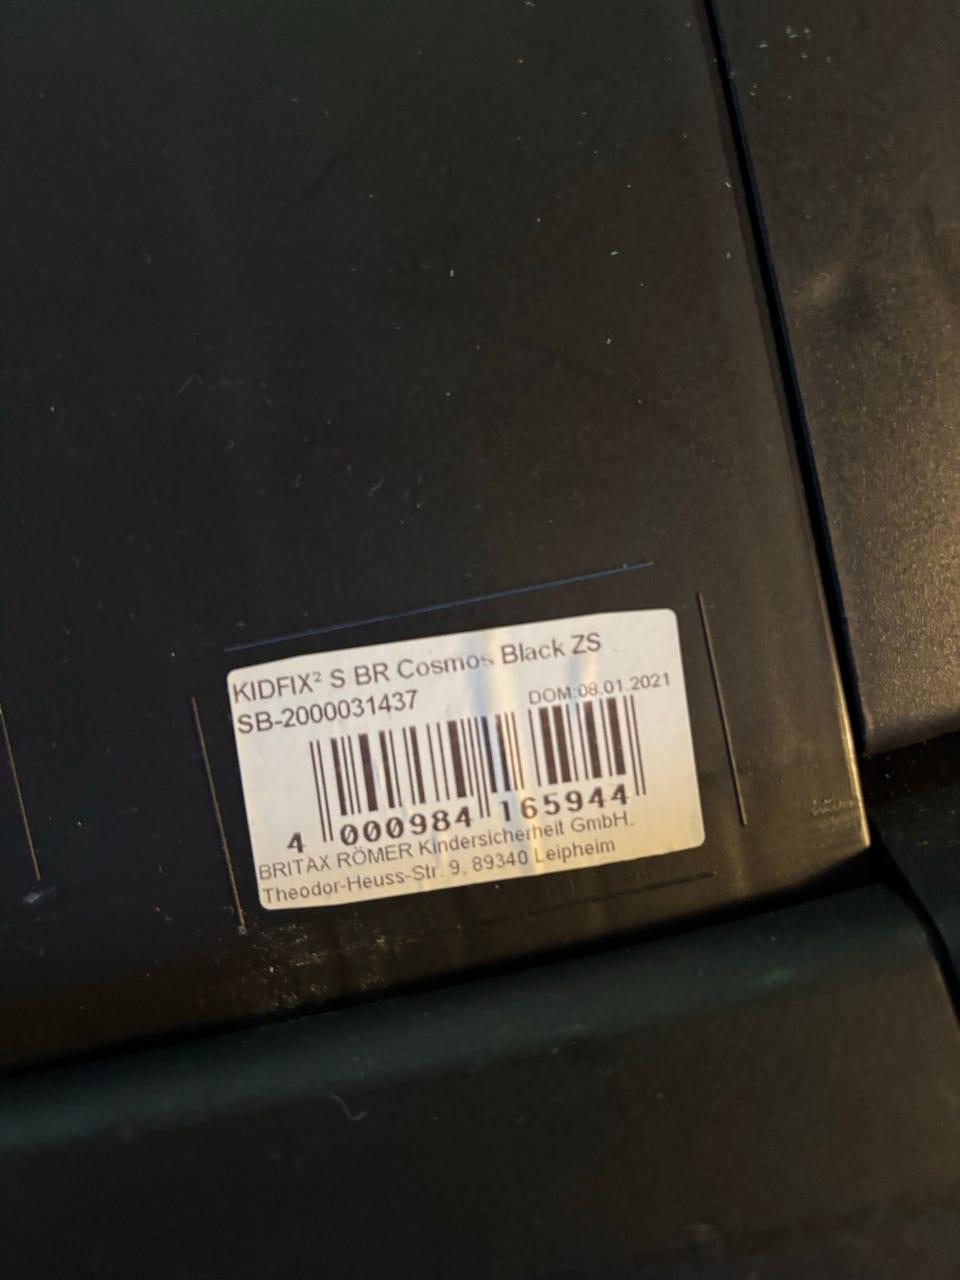 KIDFIX² S BR Cosmos Black ZS
SB-2000031437
DOM:08.01.2021
4 000984 165944
BRITAX RÖMER Kindersicherheit GmbH.
Theodor-Heuss-Str. 9, 89340 Leipheim